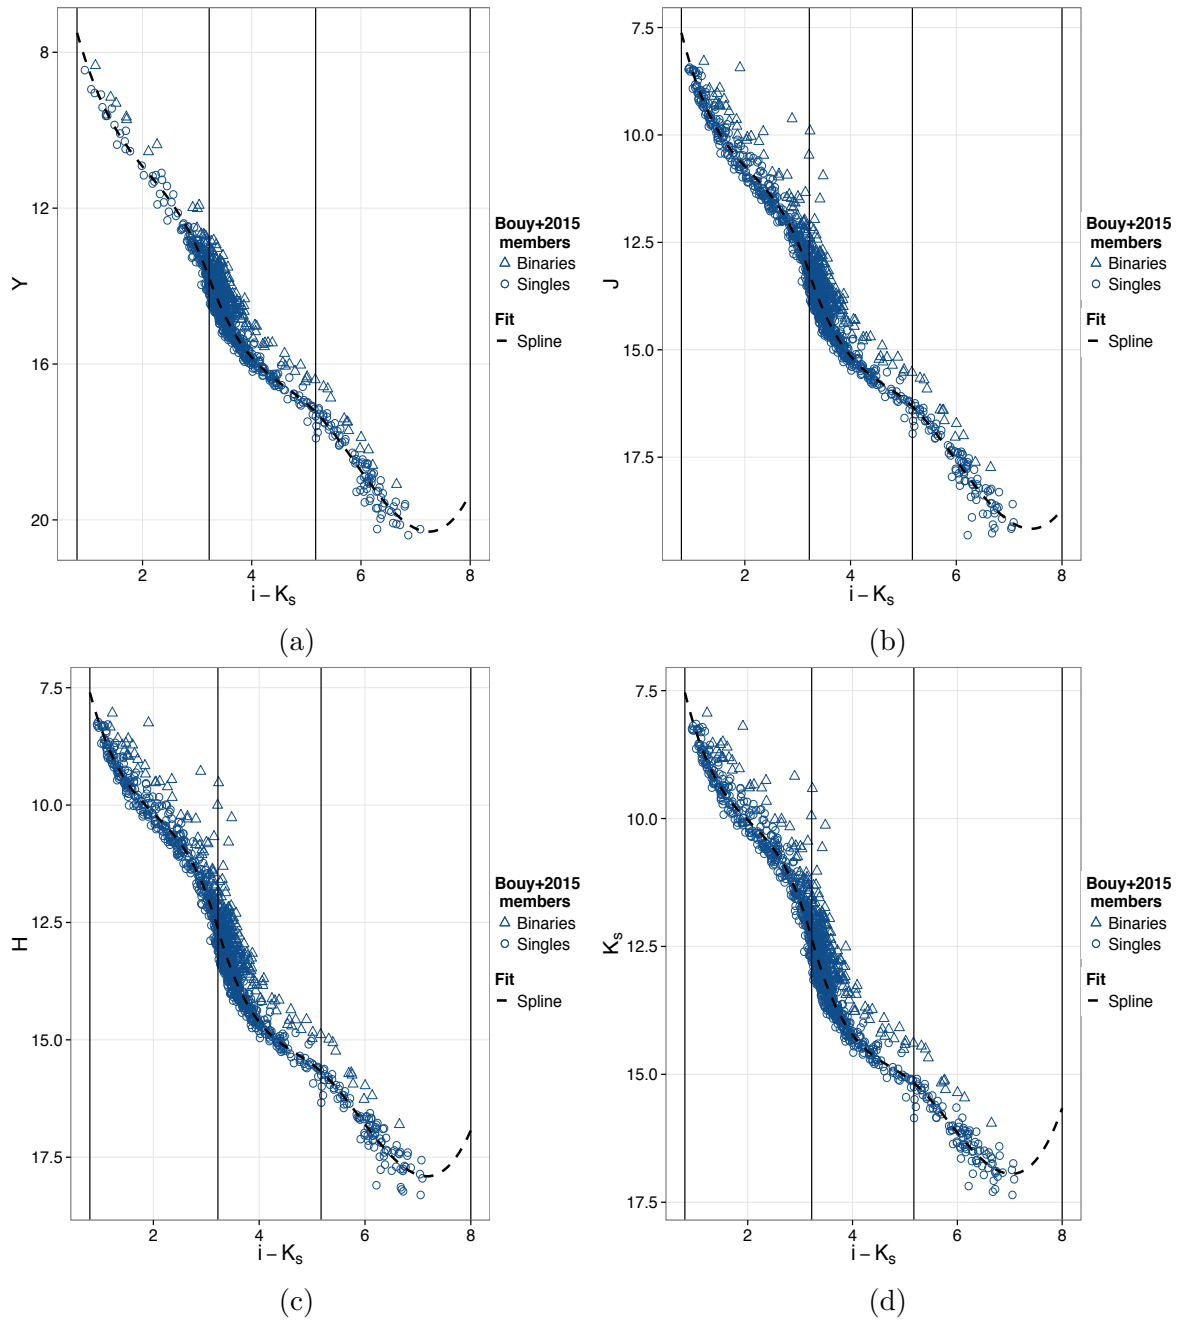 8
12
16
20
2
4
6
8
Y
i − Ks
Bouy+2015
members
Binaries
Singles
Fit
Spline
(a)
7.5
10.0
12.5
15.0
17.5
2
4
6
8
J
i − Ks
Bouy+2015
members
Binaries
Singles
Fit
Spline
(b)
7.5
10.0
12.5
15.0
17.5
2
4
6
8
H
i − Ks
Bouy+2015
members
Binaries
Singles
Fit
Spline
(c)
7.5
10.0
12.5
15.0
17.5
2
4
6
8
Ks
i − Ks
Bouy+2015
members
Binaries
Singles
Fit
Spline
(d)